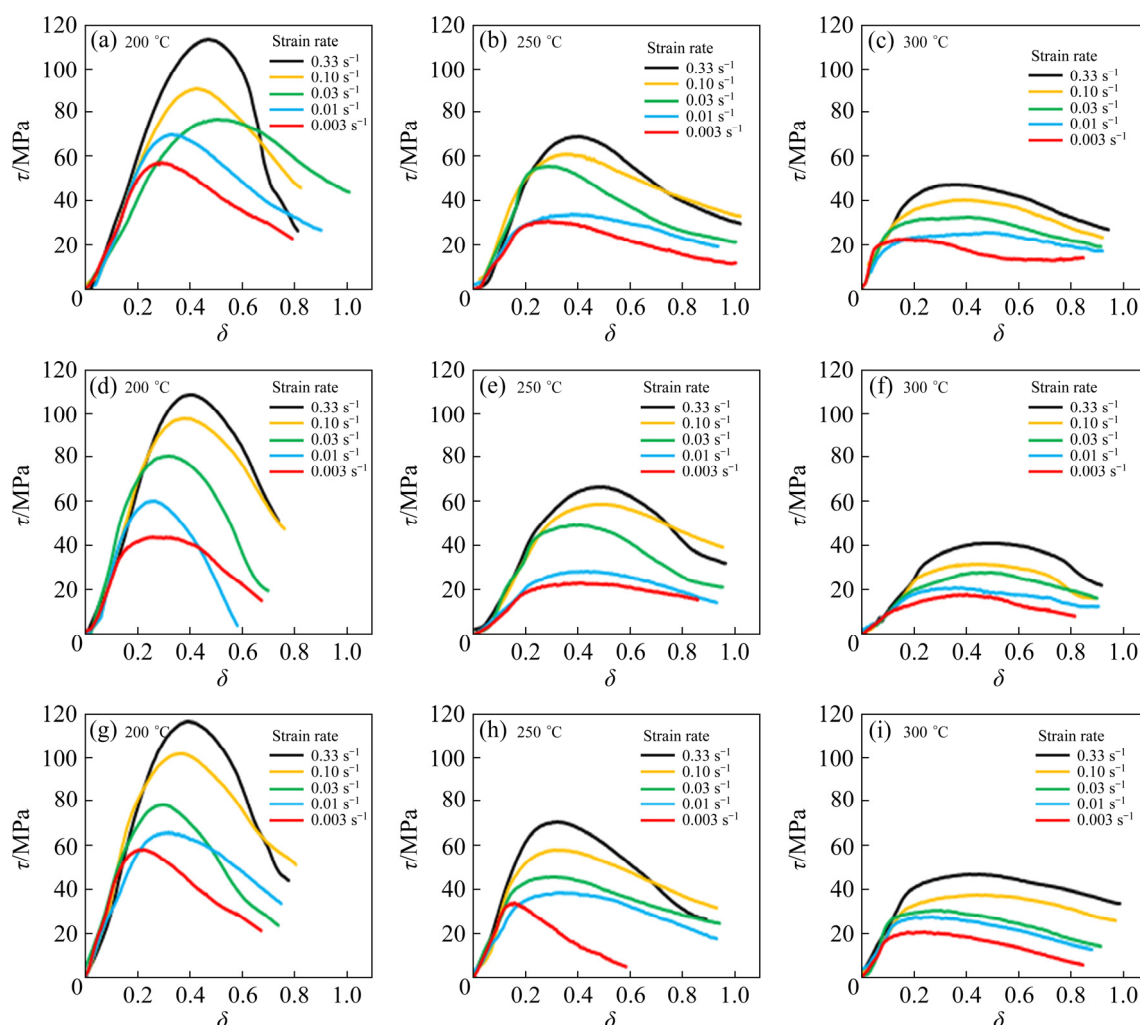 (a) 200 °C Strain rate
0.33 s⁻¹
0.10 s⁻¹
0.03 s⁻¹
0.01 s⁻¹
0.003 s⁻¹
120
100
80
60
40
20
0
0.2 0.4 0.6 0.8 1.0
τ/MPa
δ
(b) 250 °C Strain rate
0.33 s⁻¹
0.10 s⁻¹
0.03 s⁻¹
0.01 s⁻¹
0.003 s⁻¹
120
100
80
60
40
20
0
0.2 0.4 0.6 0.8 1.0
τ/MPa
δ
(c) 300 °C Strain rate
0.33 s⁻¹
0.10 s⁻¹
0.03 s⁻¹
0.01 s⁻¹
0.003 s⁻¹
120
100
80
60
40
20
0
0.2 0.4 0.6 0.8 1.0
τ/MPa
δ
(d) 200 °C Strain rate
0.33 s⁻¹
0.10 s⁻¹
0.03 s⁻¹
0.01 s⁻¹
0.003 s⁻¹
120
100
80
60
40
20
0
0.2 0.4 0.6 0.8 1.0
τ/MPa
δ
(e) 250 °C Strain rate
0.33 s⁻¹
0.10 s⁻¹
0.03 s⁻¹
0.01 s⁻¹
0.003 s⁻¹
120
100
80
60
40
20
0
0.2 0.4 0.6 0.8 1.0
τ/MPa
δ
(f) 300 °C Strain rate
0.33 s⁻¹
0.10 s⁻¹
0.03 s⁻¹
0.01 s⁻¹
0.003 s⁻¹
120
100
80
60
40
20
0
0.2 0.4 0.6 0.8 1.0
τ/MPa
δ
(g) 200 °C Strain rate
0.33 s⁻¹
0.10 s⁻¹
0.03 s⁻¹
0.01 s⁻¹
0.003 s⁻¹
120
100
80
60
40
20
0
0.2 0.4 0.6 0.8 1.0
τ/MPa
δ
(h) 250 °C Strain rate
0.33 s⁻¹
0.10 s⁻¹
0.03 s⁻¹
0.01 s⁻¹
0.003 s⁻¹
120
100
80
60
40
20
0
0.2 0.4 0.6 0.8 1.0
τ/MPa
δ
(i) 300 °C Strain rate
0.33 s⁻¹
0.10 s⁻¹
0.03 s⁻¹
0.01 s⁻¹
0.003 s⁻¹
120
100
80
60
40
20
0
0.2 0.4 0.6 0.8 1.0
τ/MPa
δ